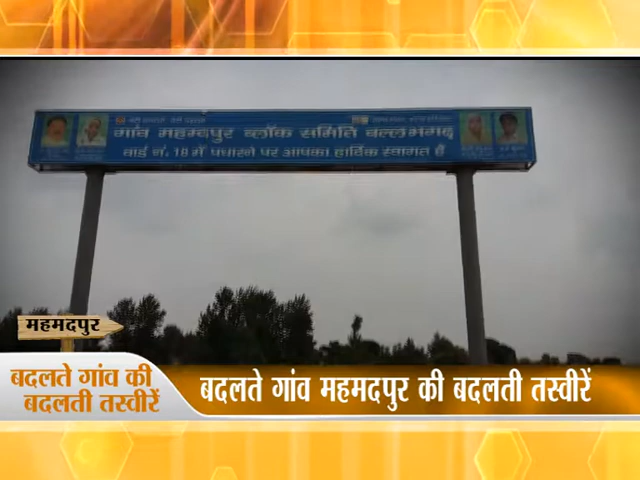 गांव महमदपुर ब्लॉक समिति बल्लभगढ़
वार्ड नं. 18 में पधारने पर आपका हार्दिक स्वागत है
महमदपुर
बदलते गांव की
बदलती तस्वीरें
बदलते गांव महमदपुर की बदलती तस्वीरें